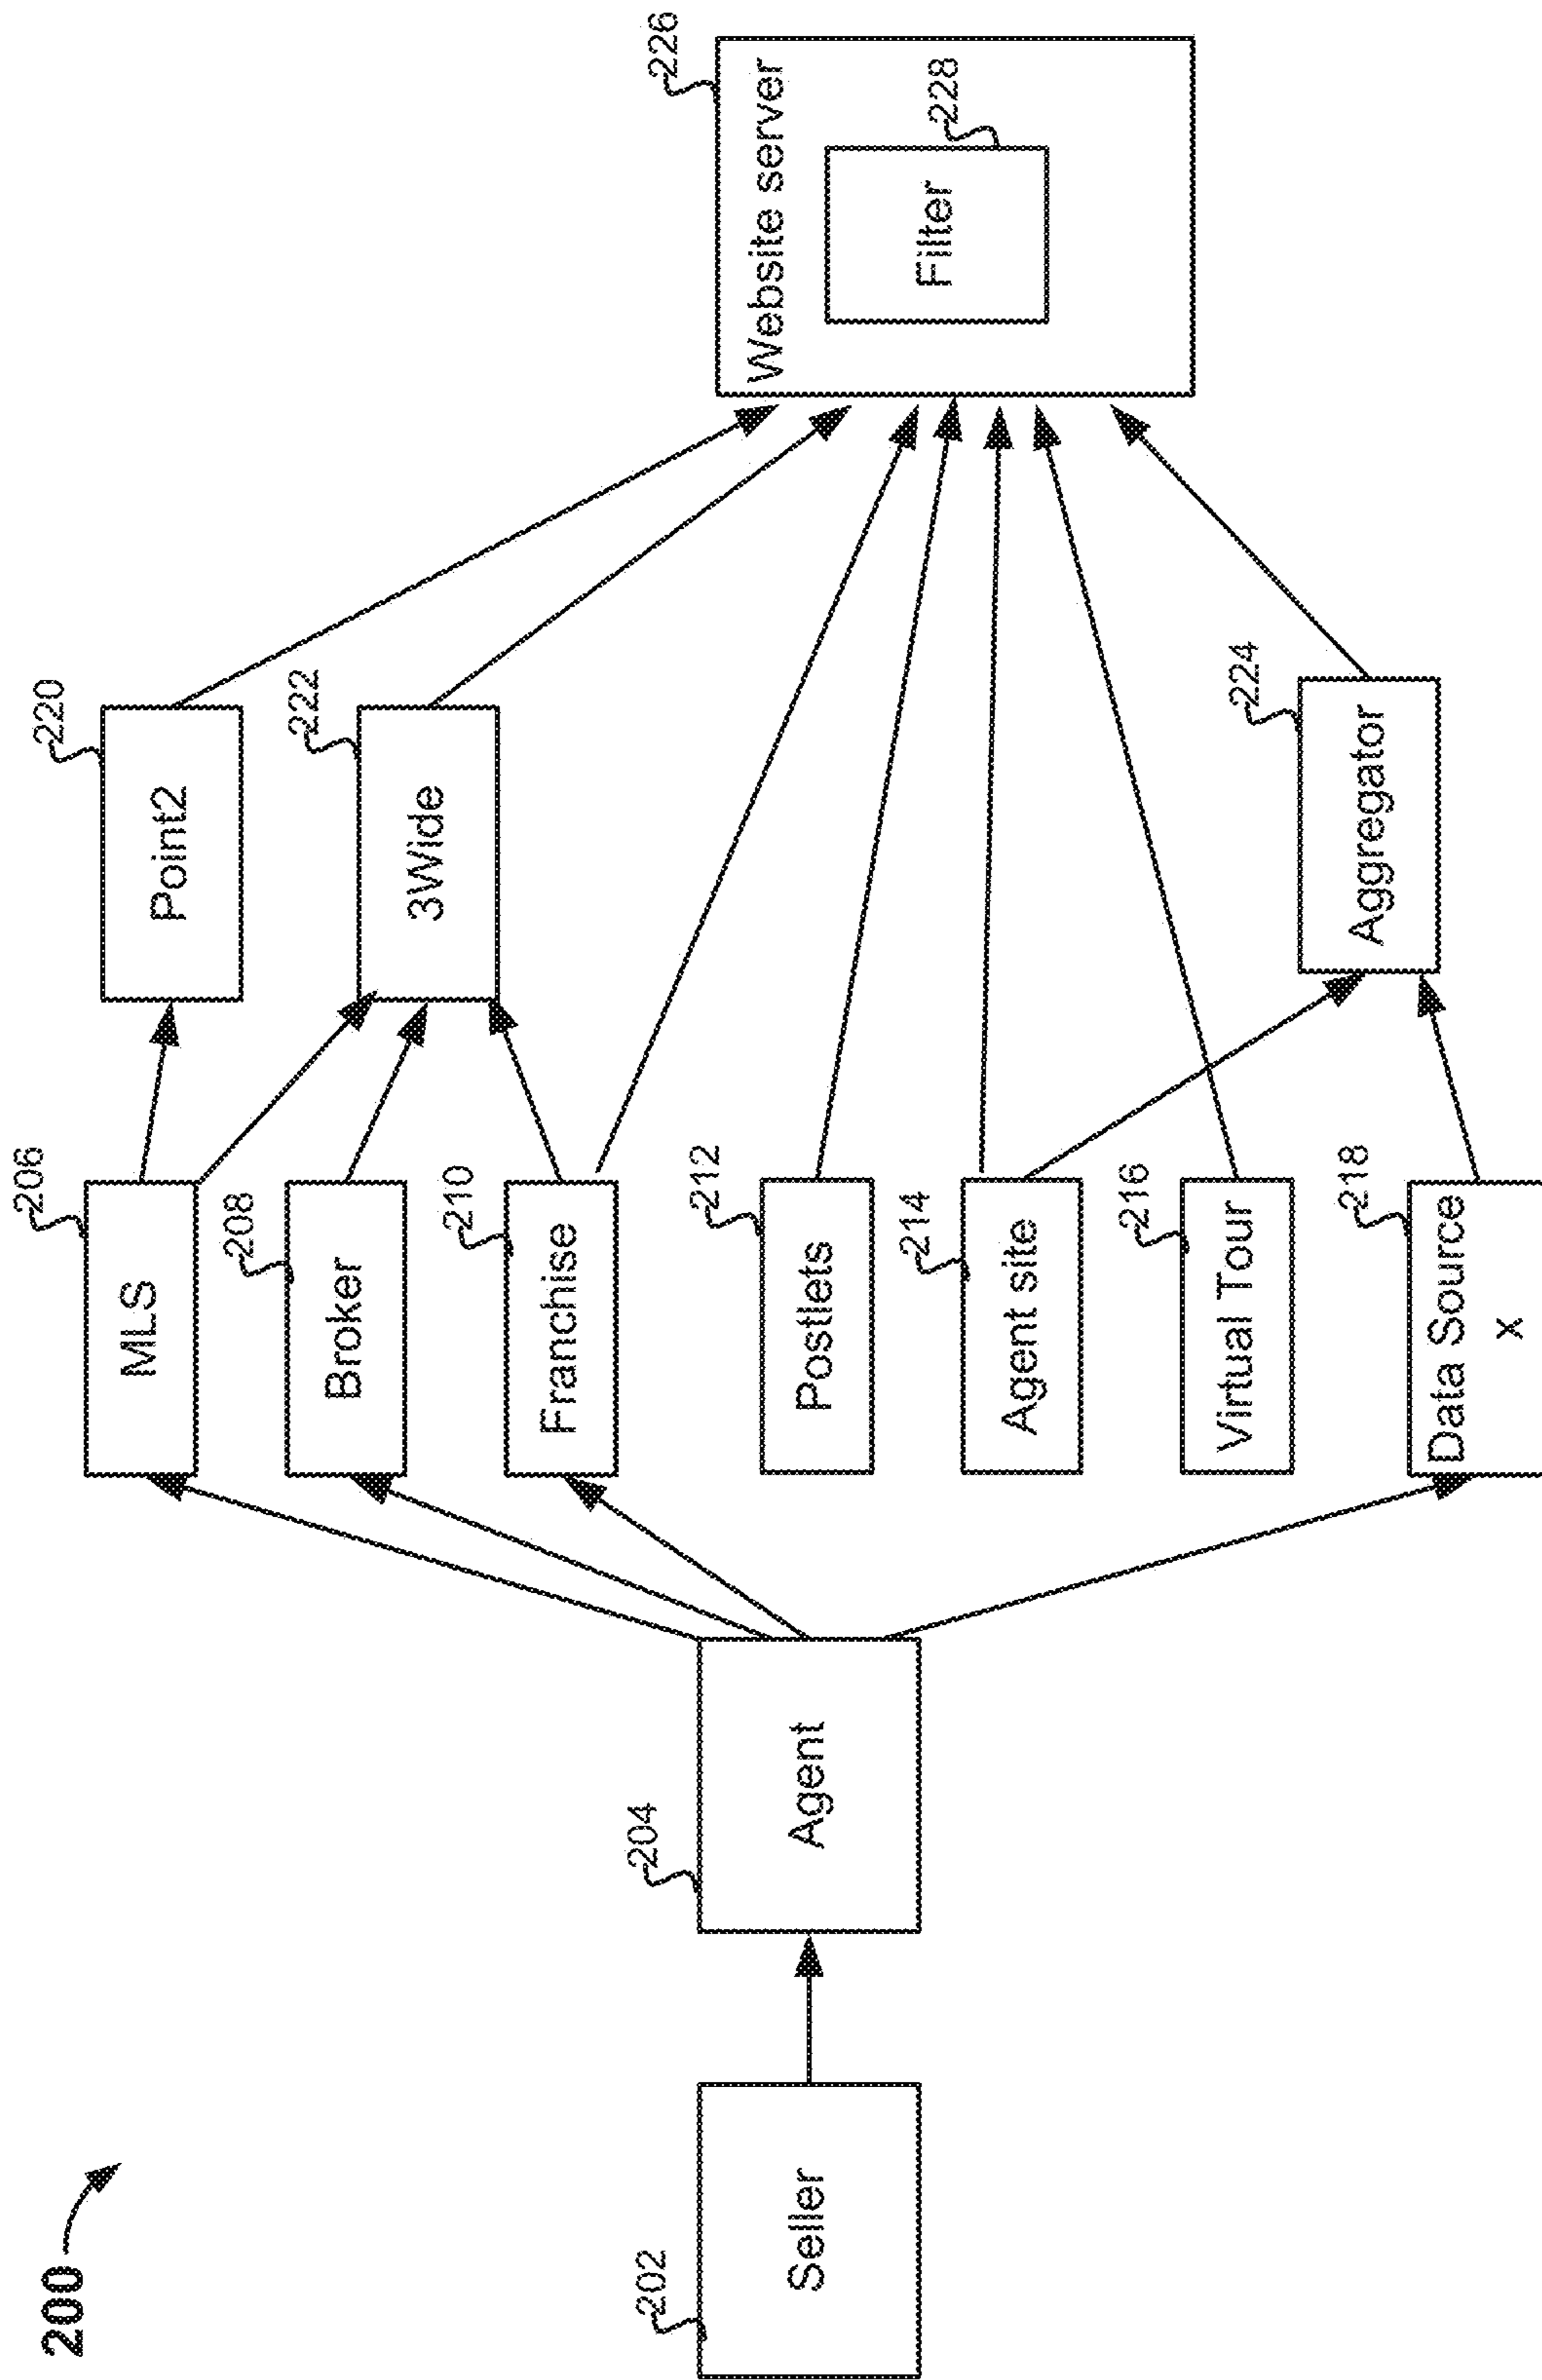 200
202
Seller
204
Agent
206
MLS
208
Broker
210
Franchise
212
Postlets
214
Agent site
216
Virtual Tour
218
Data Source
x
220
Point2
222
3Wide
224
Aggregator
226
Website server
228
Filter